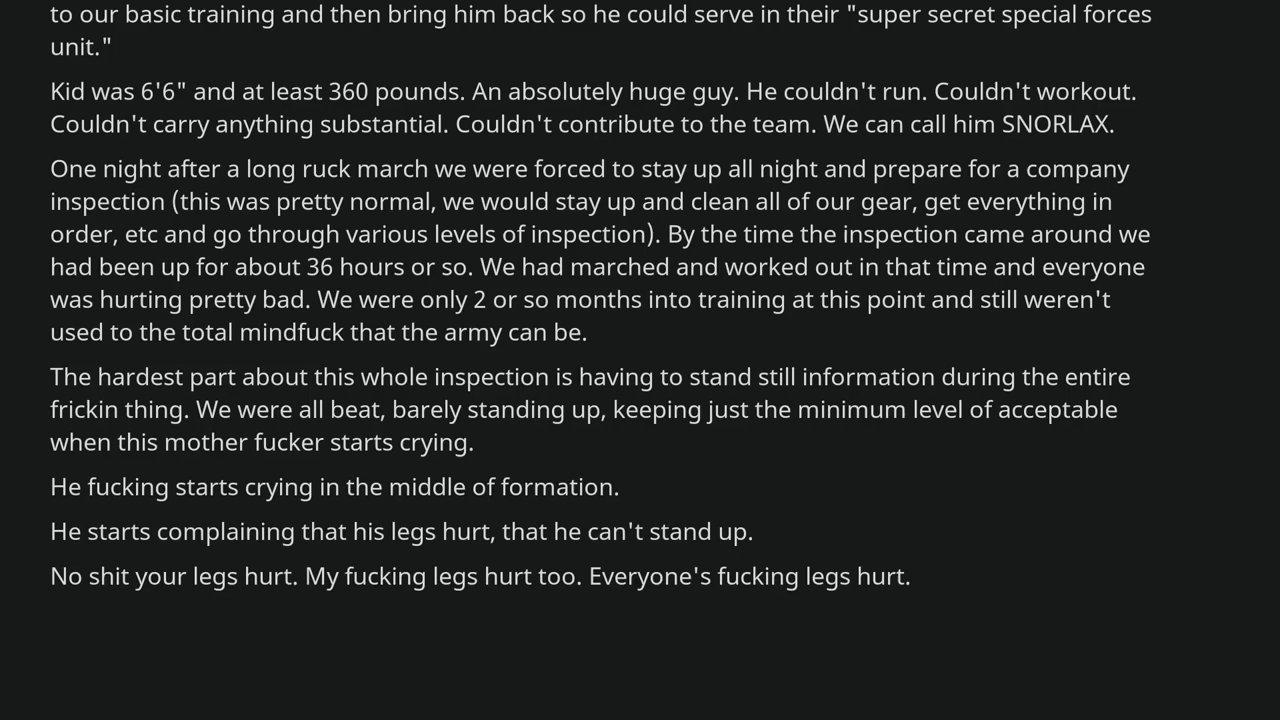 to our basic training and then bring him back so he could serve in their "super secret special forces
unit."
Kid was 6'6" and at least 360 pounds. An absolutely huge guy. He couldn't run. Couldn't workout.
Couldn't carry anything substantial. Couldn't contribute to the team. We can call him SNORLAX.
One night after a long ruck march we were forced to stay up all night and prepare for a company
inspection (this was pretty normal, we would stay up and clean all of our gear, get everything in
order, etc and go through various levels of inspection). By the time the inspection came around we
had been up for about 36 hours or so. We had marched and worked out in that time and everyone
was hurting pretty bad. We were only 2 or so months into training at this point and still weren't
used to the total mindfuck that the army can be.
The hardest part about this whole inspection is having to stand still information during the entire
frickin thing. We were all beat, barely standing up, keeping just the minimum level of acceptable
when this mother fucker starts crying.
He fucking starts crying in the middle of formation.
He starts complaining that his legs hurt, that he can't stand up.
No shit your legs hurt. My fucking legs hurt too. Everyone's fucking legs hurt.